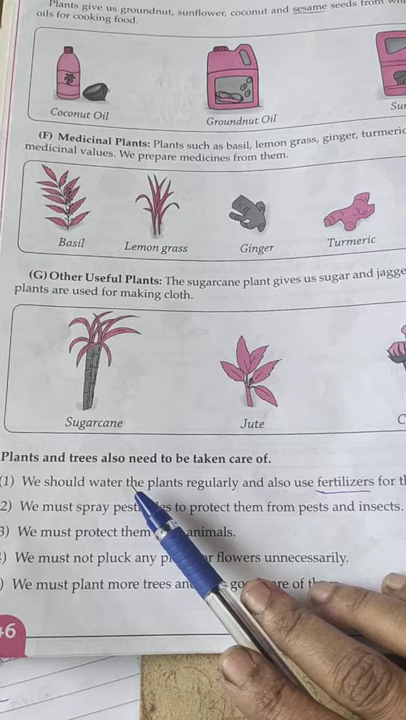 Plants give us groundnut, sunflower, coconut and sesame seeds from
oils for cooking food.
Coconut Oil
Groundnut Oil
Su
(F) Medicinal Plants: Plants such as basil, lemon grass, ginger, turmeric
medicinal values. We prepare medicines from them.
Basil
Lemon grass
Ginger
Turmeric
(G) Other Useful Plants: The sugarcane plant gives us sugar and jagge
plants are used for making cloth.
Sugarcane
Jute
C
Plants and trees also need to be taken care of.
(1) We should water the plants regularly and also use fertilizers for
2) We must spray to protect them from pests and insects.
3) We must protect them animals.
) We must not pluck any flowers unnecessarily.
) We must plant more trees of
46